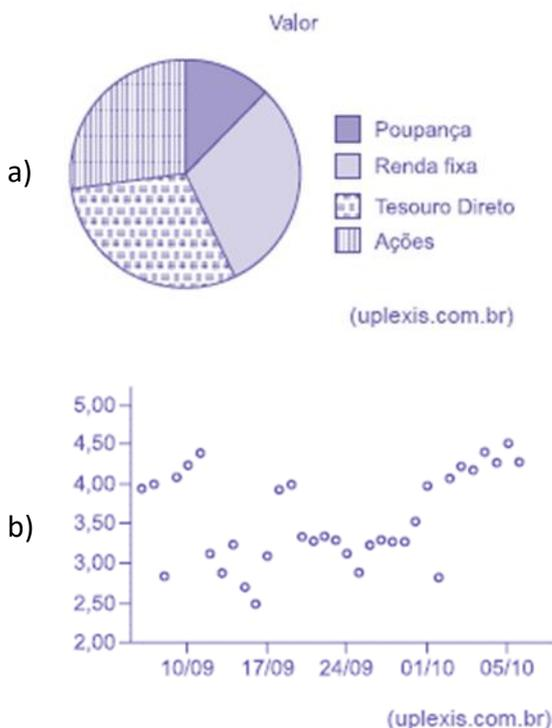 Valor
a)
Poupança
Renda fixa
Tesouro Direto
Ações
(uplexis.com.br)
b)
5,00
4,50
4,00
3,50
3,00
2,50
2,00
10/09 17/09 24/09 01/10 05/10
(uplexis.com.br)